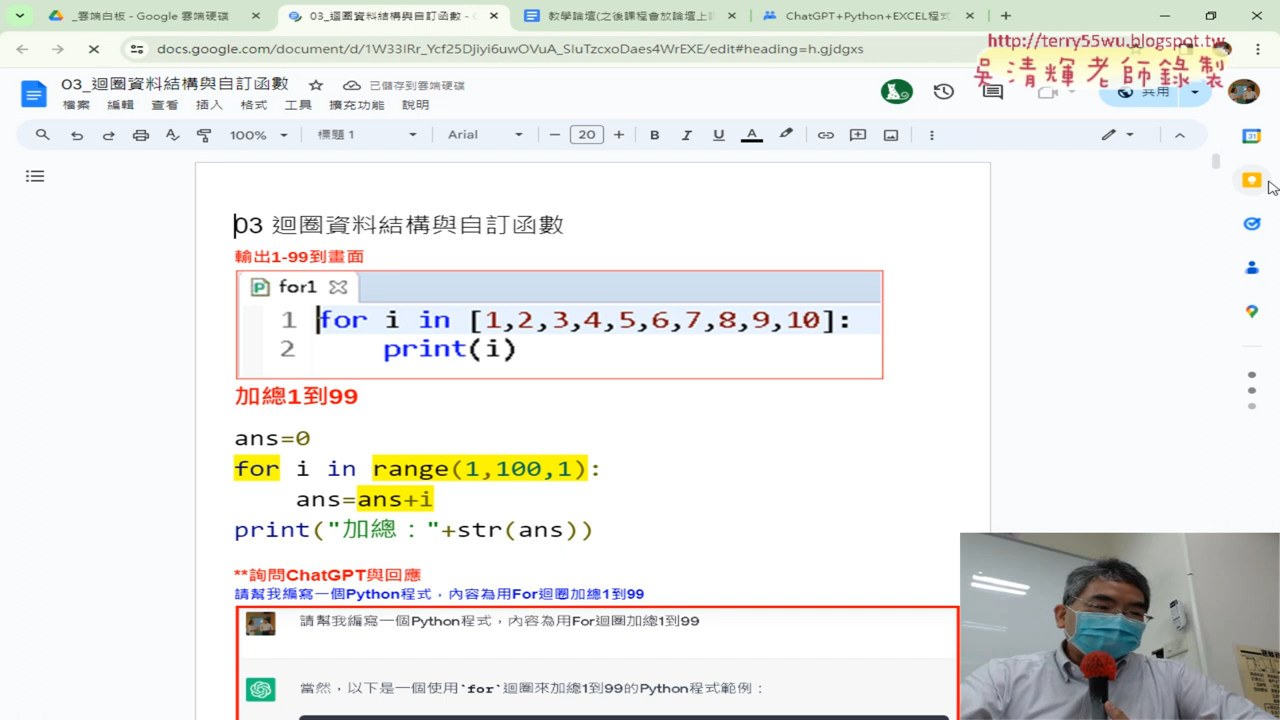 _雲端白板 - Google 雲端硬碟
03_迴圈資料結構與自訂函數 - G
教學論壇(之後課程會放論壇上課
ChatGPT+Python+EXCEL程式
docs.google.com/document/d/1W33IRr_Ycf25Djiyi6uwOVuA_SIuTzcxoDaes4WrEXE/edit#heading=h.gjdgxs
http://terry55wu.blogspot.tw
吳清輝老師錄製
03_迴圈資料結構與自訂函數
已儲存到雲端硬碟
共用
檔案 編輯 查看 插入 格式 工具 擴充功能 說明
100% 標題 1 Arial 20 B I U A
31
03 迴圈資料結構與自訂函數
輸出1-99到畫面
for1
1 for i in [1,2,3,4,5,6,7,8,9,10]:
2 print(i)
加總1到99
ans=0
for i in range(1,100,1):
ans=ans+i
print("加總："+str(ans))
**詢問ChatGPT與回應
請幫我編寫一個Python程式，內容為用For迴圈加總1到99
請幫我編寫一個Python程式，內容為用For迴圈加總1到99
當然，以下是一個使用`for`迴圈來加總1到99的Python程式範例：